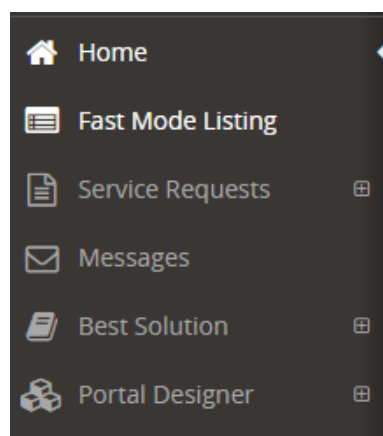 Home
Fast Mode Listing
Service Requests
Messages
Best Solution
Portal Designer